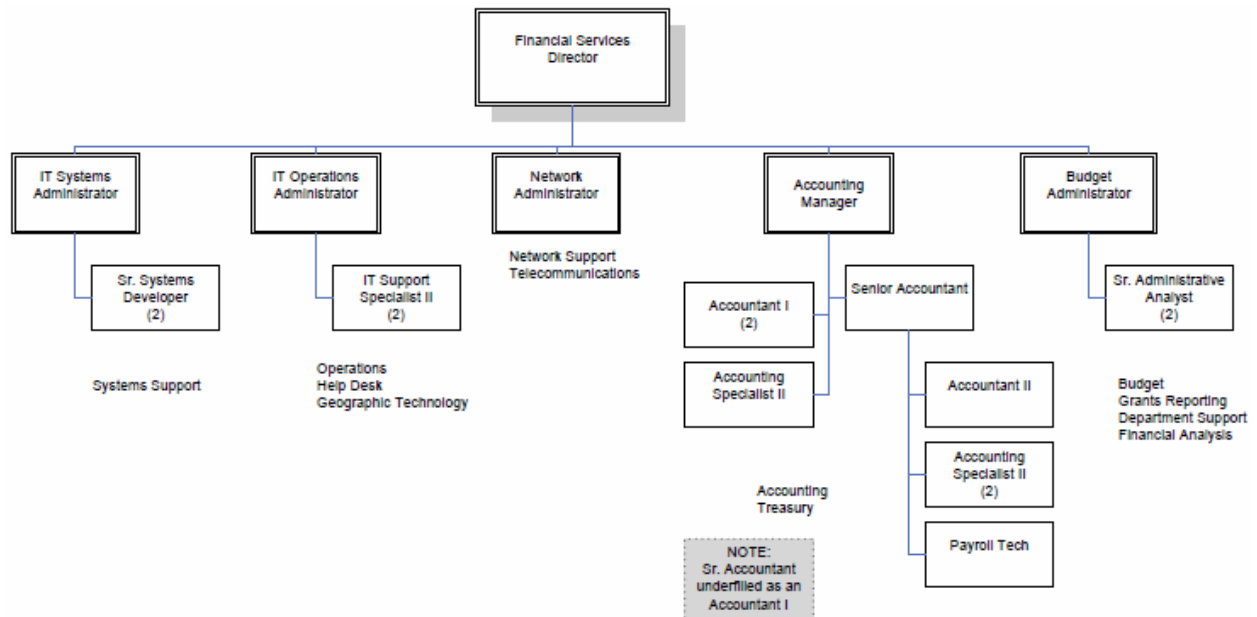 Financial Services
Director
IT Systems
Administrator
IT Operations
Administrator
Network
Administrator
Accounting
Manager
Budget
Administrator
Sr. Systems
Developer
(2)
Systems Support
IT Support
Specialist II
(2)
Operations
Help Desk
Geographic Technology
Network Support
Telecommunications
Accountant I
(2)
Accounting
Specialist II
Senior Accountant
Accountant II
Accounting
Specialist II
(2)
Payroll Tech
Accounting
Treasury
NOTE:
Sr. Accountant
underfilled as an
Accountant I
Sr. Administrative
Analyst
(2)
Budget
Grants Reporting
Department Support
Financial Analysis